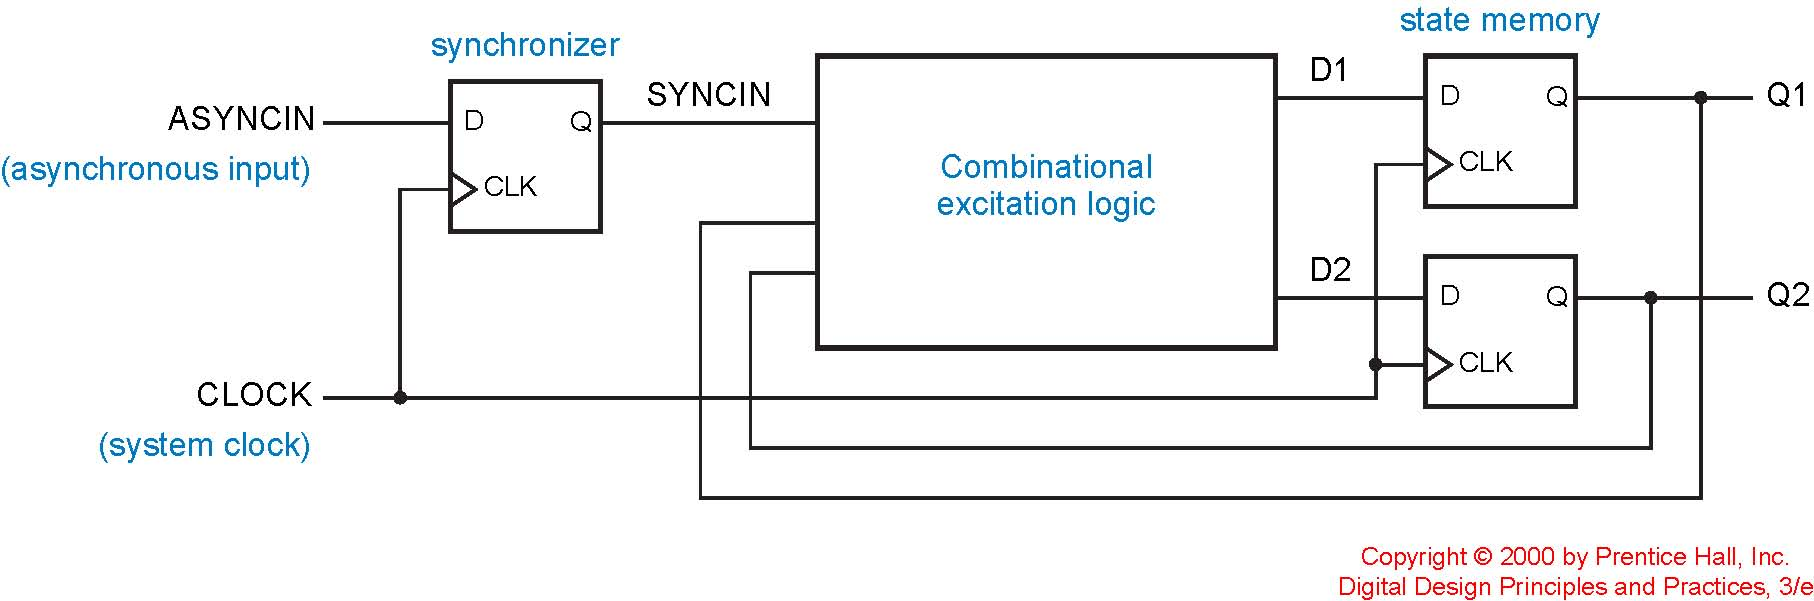 synchronizer
state memory
ASYNCIN
(asynchronous input)
D
Q
CLK
SYNCIN
Combinational
excitation logic
D1
D
Q
CLK
Q1
D2
D
Q
CLK
Q2
CLOCK
(system clock)
Copyright © 2000 by Prentice Hall, Inc.
Digital Design Principles and Practices, 3/e